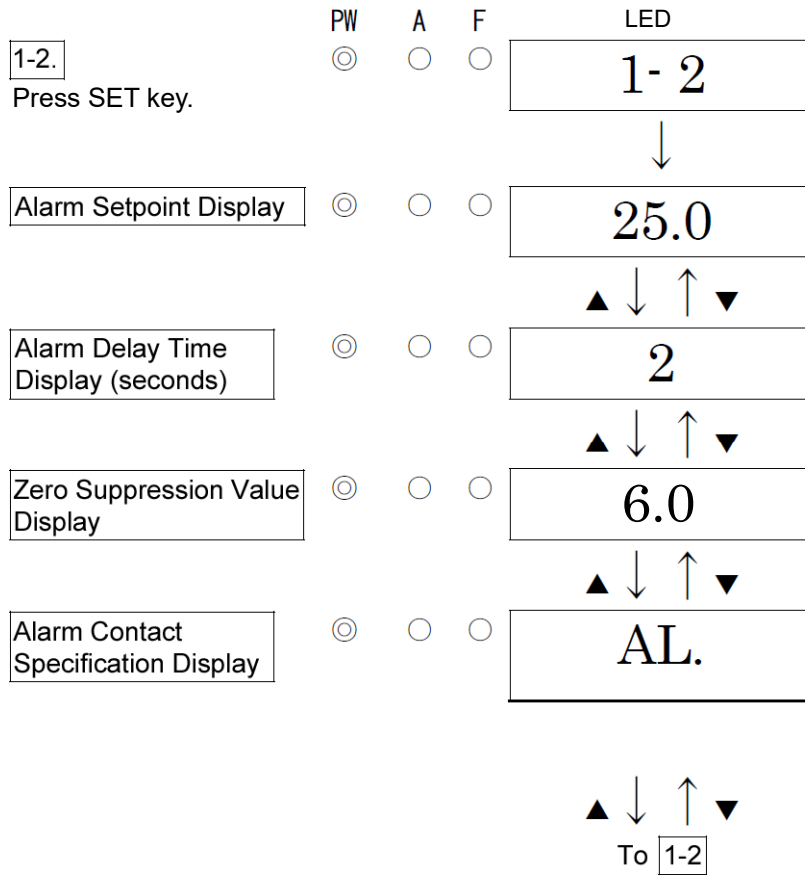 PW A F LED
1-2. ◎ ○ ○ 1- 2
Press SET key.
↓
Alarm Setpoint Display ◎ ○ ○ 25.0
▲ ↓ ↑ ▼
Alarm Delay Time
Display (seconds) ◎ ○ ○ 2
▲ ↓ ↑ ▼
Zero Suppression Value
Display ◎ ○ ○ 6.0
▲ ↓ ↑ ▼
Alarm Contact
Specification Display ◎ ○ ○ AL.
▲ ↓ ↑ ▼
To 1-2